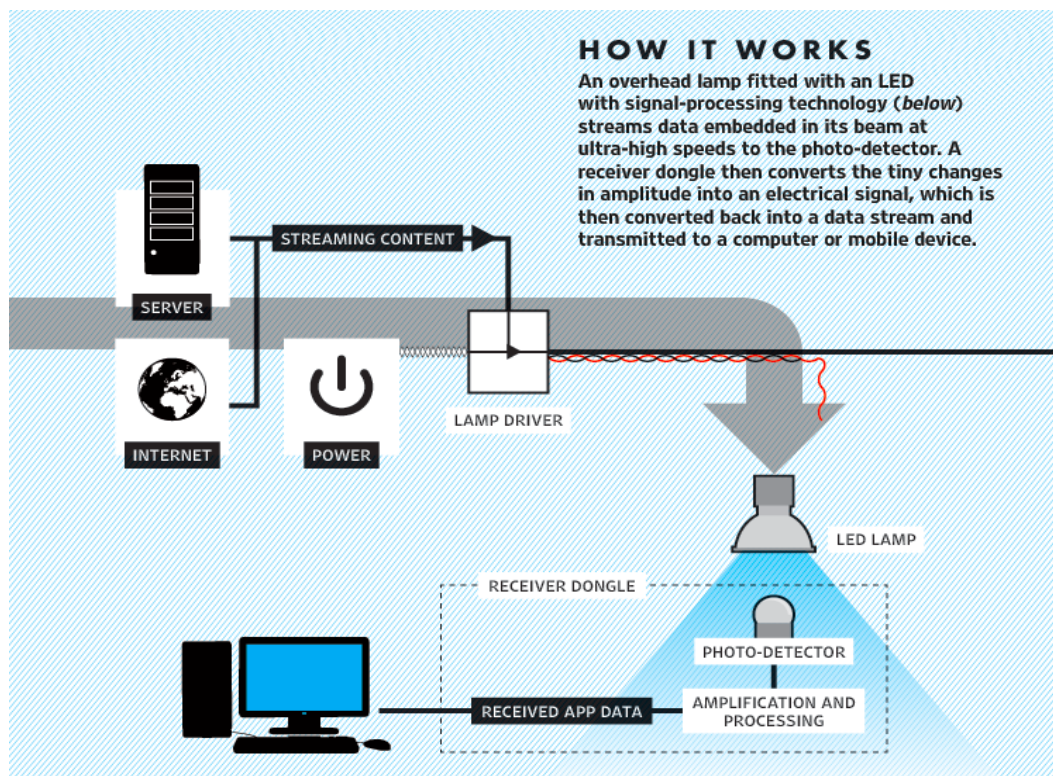 HOW IT WORKS
An overhead lamp fitted with an LED
with signal-processing technology (below)
streams data embedded in its beam at
ultra-high speeds to the photo-detector. A
receiver dongle then converts the tiny changes
in amplitude into an electrical signal, which is
then converted back into a data stream and
transmitted to a computer or mobile device.
STREAMING CONTENT
SERVER
LAMP DRIVER
INTERNET
POWER
LED LAMP
RECEIVER DONGLE
PHOTO-DETECTOR
RECEIVED APP DATA
AMPLIFICATION AND
PROCESSING